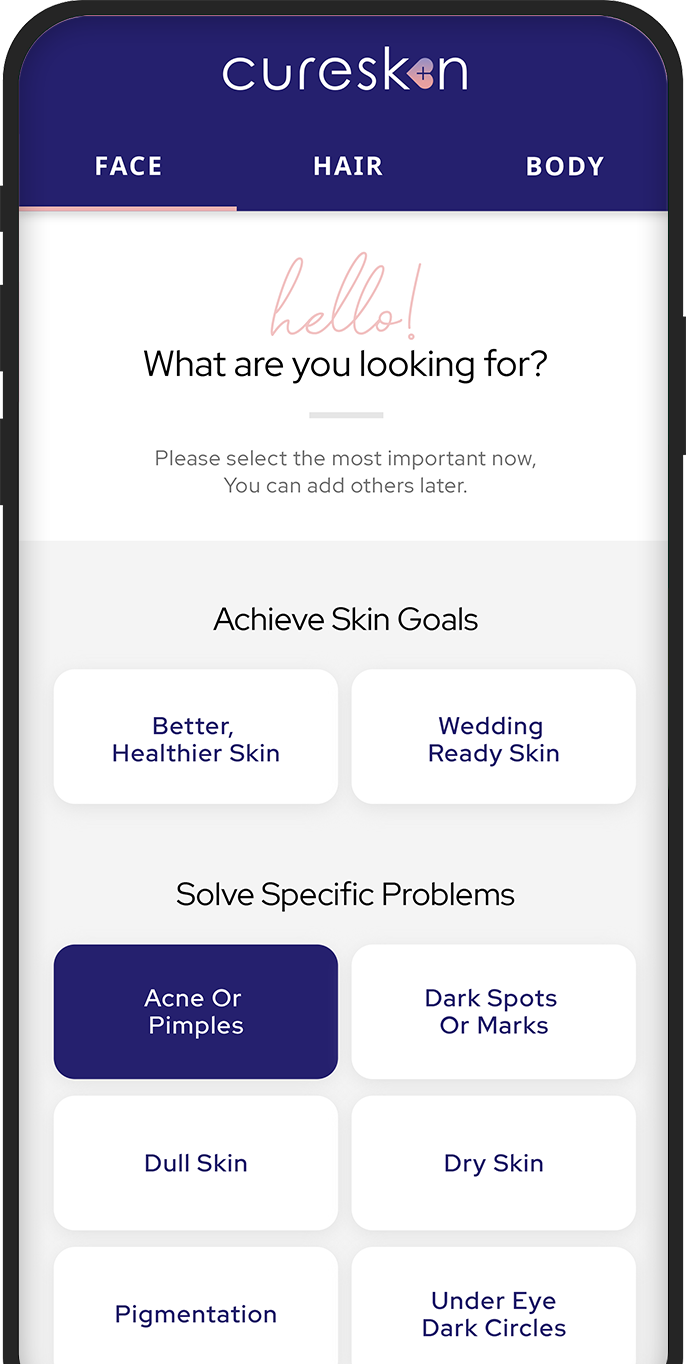 cureskin
FACE HAIR BODY
hello!
What are you looking for?
Please select the most important now,
You can add others later.
Achieve Skin Goals
Better,
Healthier Skin
Wedding
Ready Skin
Solve Specific Problems
Acne Or
Pimples
Dark Spots
Or Marks
Dull Skin
Dry Skin
Pigmentation
Under Eye
Dark Circles